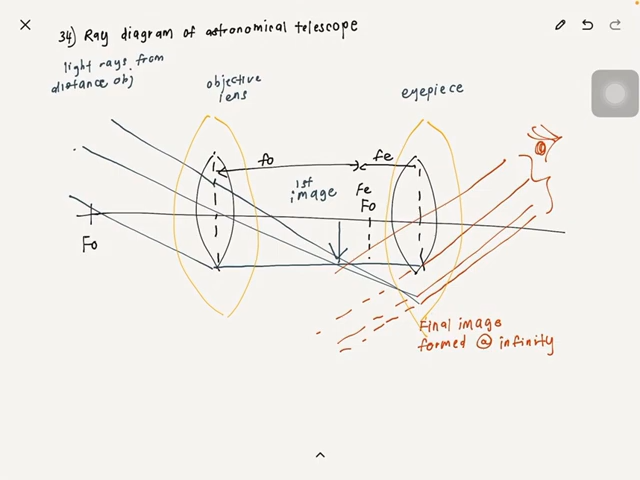 34) Ray diagram of astronomical telescope
light rays from
distance obj
objective
lens
eyepiece
fo
fe
1st
image
Fe
Fo
Fo
Final image
formed @ infinity